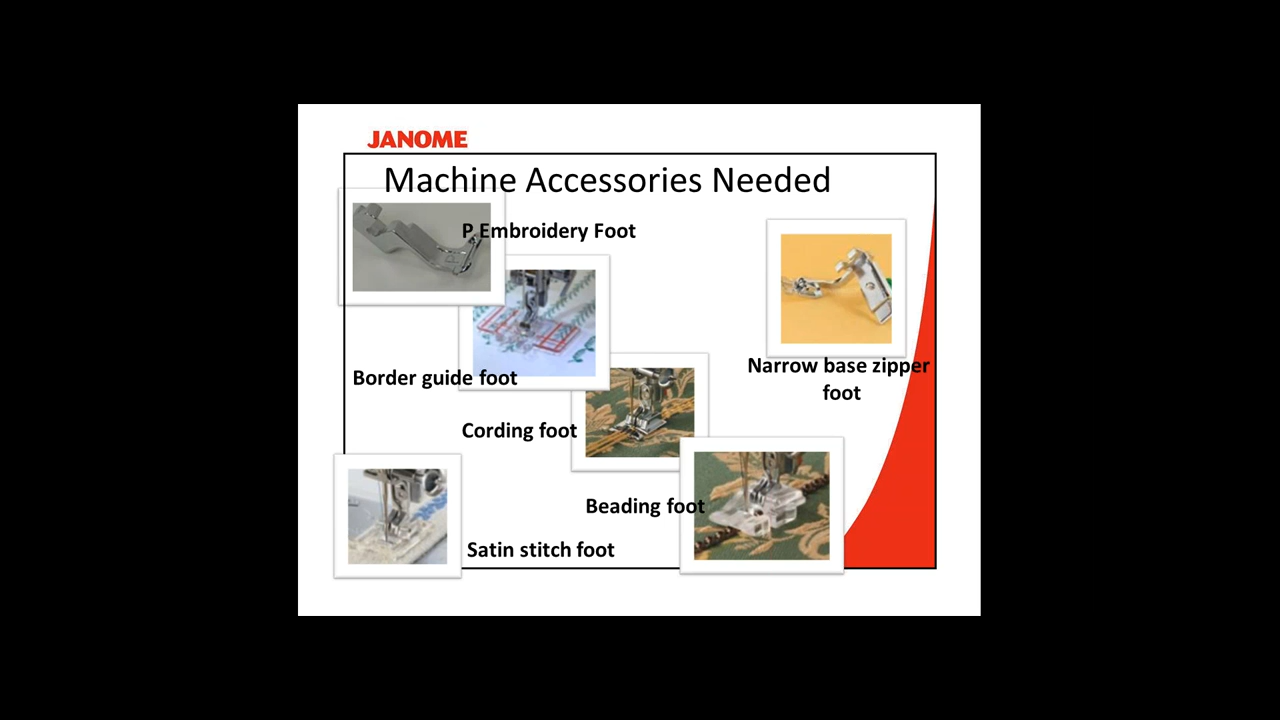 JANOME
Machine Accessories Needed
P Embroidery Foot
Border guide foot
Narrow base zipper
foot
Cording foot
Beading foot
Satin stitch foot